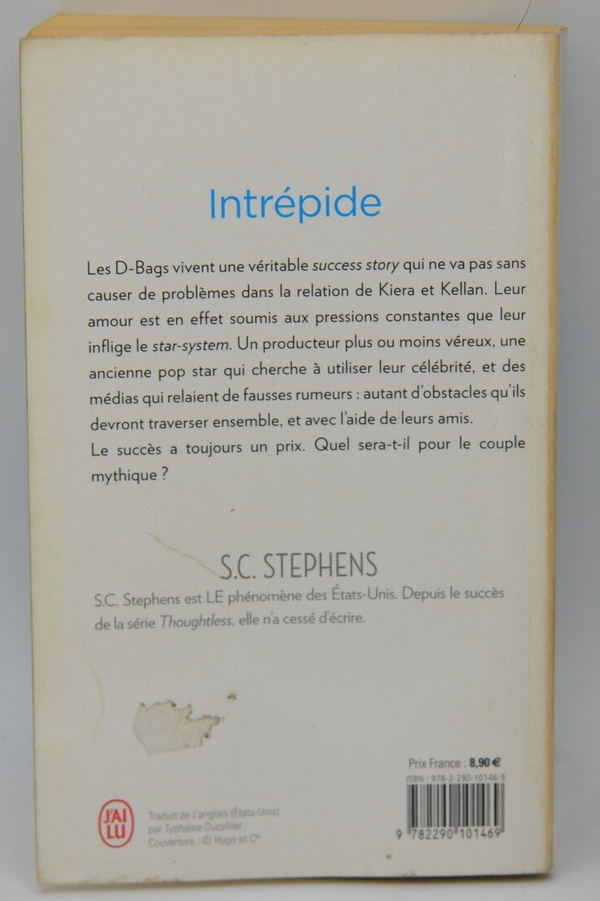 Intrépide
Les D-Bags vivent une véritable success story qui ne va pas sans
causer de problèmes dans la relation de Kiera et Kellan. Leur
amour est en effet soumis aux pressions constantes que leur
inflige le star-system. Un producteur plus ou moins véreux, une
ancienne pop star qui cherche à utiliser leur célébrité, et des
médias qui relaient de fausses rumeurs : autant d'obstacles qu'ils
devront traverser ensemble, et avec l'aide de leurs amis.
Le succès a toujours un prix. Quel sera-t-il pour le couple
mythique ?
S.C. STEPHENS
S.C. Stephens est LE phénomène des États-Unis. Depuis le succès
de la série Thoughtless, elle n'a cessé d'écrire.
Prix France : 8,90 €
ISBN : 978-2-290-10146-9
J'AI
LU
Traduit de l'anglais (États-Unis)
par Typhaine Ducellier
Couverture : © Hugo et Cie
9 782290 101469